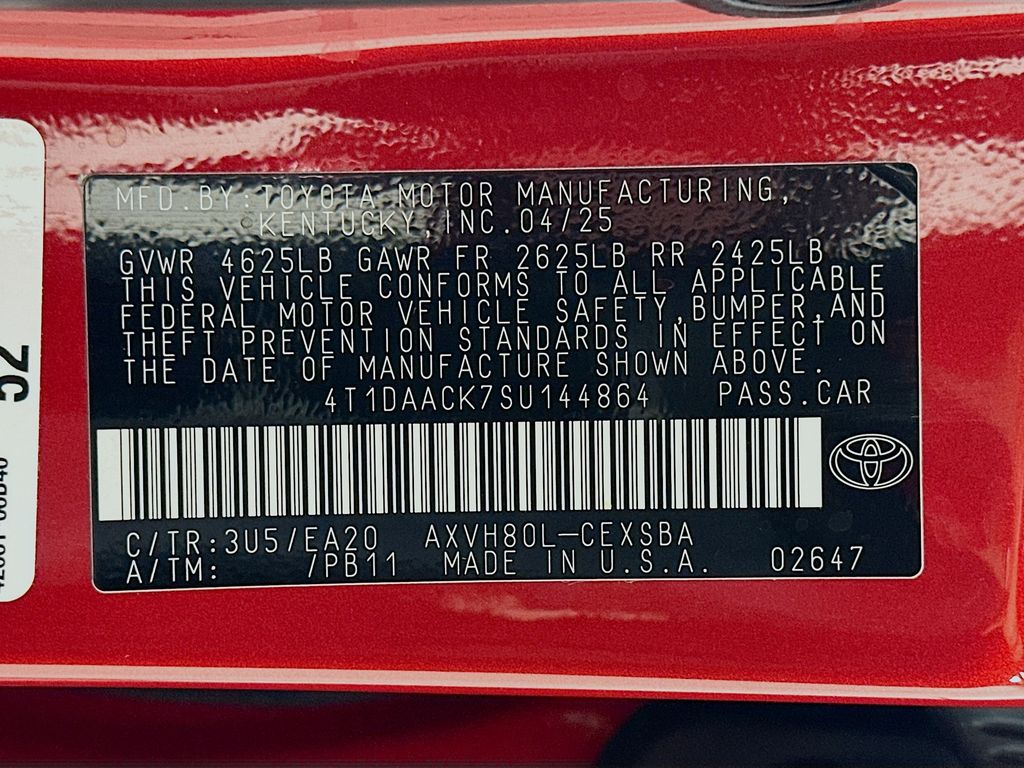 MFD.BY:TOYOTA MOTOR MANUFACTURING,
KENTUCKY,INC.04/25
GVWR 4625LB GAWR FR 2625LB RR 2425LB
THIS VEHICLE CONFORMS TO ALL APPLICABLE
FEDERAL MOTOR VEHICLE SAFETY,BUMPER,AND
THEFT PREVENTION STANDARDS IN EFFECT ON
THE DATE OF MANUFACTURE SHOWN ABOVE.
4T1DAACK7SU144864 PASS.CAR
C/TR:3U5/EA20 AXVH80L-CEXSBA
A/TM: /PB11 MADE IN U.S.A. 02647
52